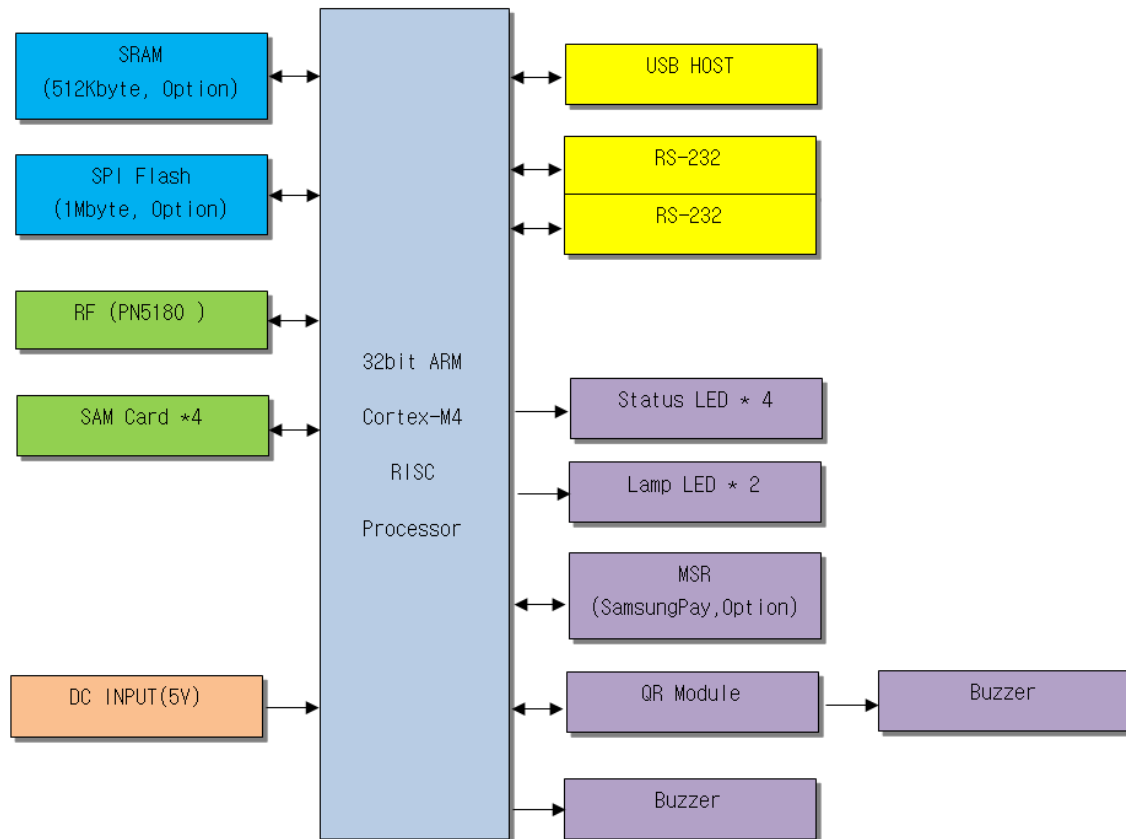 SRAM
(512Kbyte, Option)
SPI Flash
(1Mbyte, Option)
RF (PN5180 )
SAM Card *4
DC INPUT(5V)
32bit ARM
Cortex-M4
RISC
Processor
USB HOST
RS-232
RS-232
Status LED * 4
Lamp LED * 2
MSR
(SamsungPay,Option)
QR Module
Buzzer
Buzzer